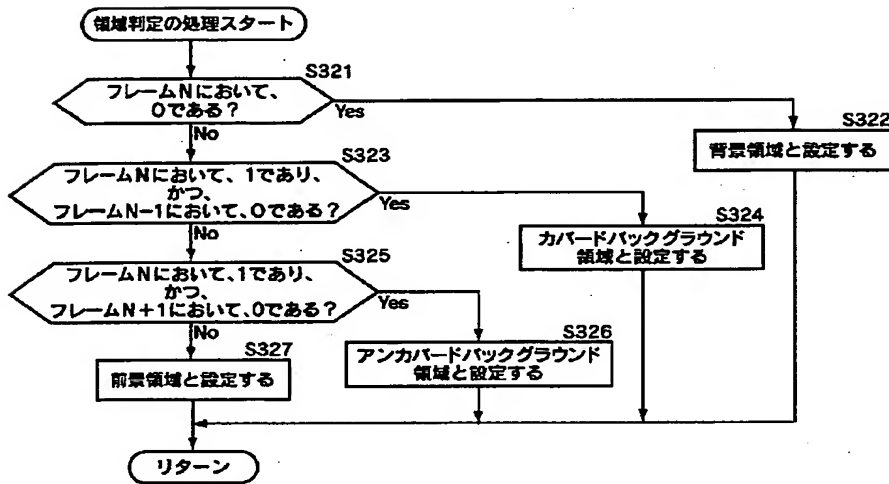 領域判定の処理スタート
S321
フレームNにおいて、
0である?
Yes
No
S322
背景領域と設定する
S323
フレームNにおいて、1であり、
かつ、
フレームN-1において、0である?
Yes
No
S324
カバードバックグラウンド
領域と設定する
S325
フレームNにおいて、1であり、
かつ、
フレームN+1において、0である?
Yes
No
S326
アンカバードバックグラウンド
領域と設定する
S327
前景領域と設定する
リターン